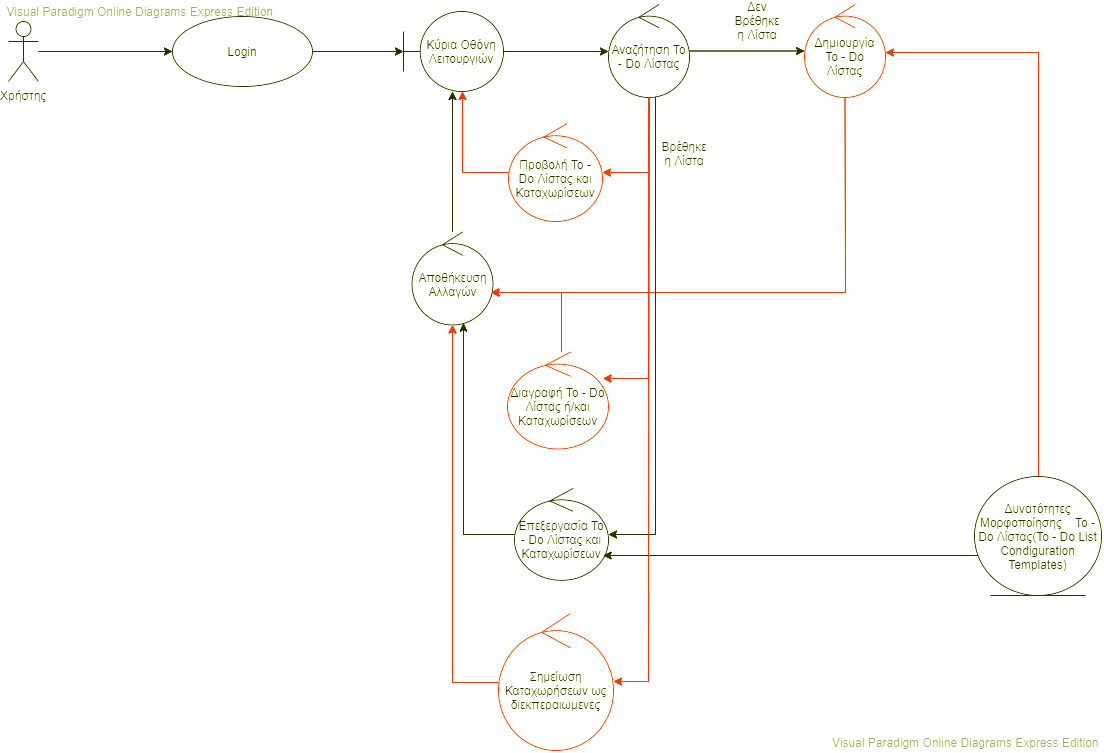 Visual Paradigm Online Diagrams Express Edition
Χρήστης
Login
Κύρια Οθόνη
Λειτουργιών
Αναζήτηση To
- Do Λίστας
Δεν
Βρέθηκε
η Λίστα
Δημιουργία
To - Do
Λίστας
Βρέθηκε
η Λίστα
Προβολή To -
Do Λίστας και
Καταχωρίσεων
Αποθήκευση
Αλλαγών
Διαγραφή To - Do
Λίστας ή/και
Καταχωρίσεων
Επεξεργασία To
- Do Λίστας και
Καταχωρίσεων
Δυνατότητες
Μορφοποίησης To -
Do Λίστας(To - Do List
Condiguration
Templates)
Σημείωση
Καταχωρήσεων ως
διεκπεραιωμενες
Visual Paradigm Online Diagrams Express Edition